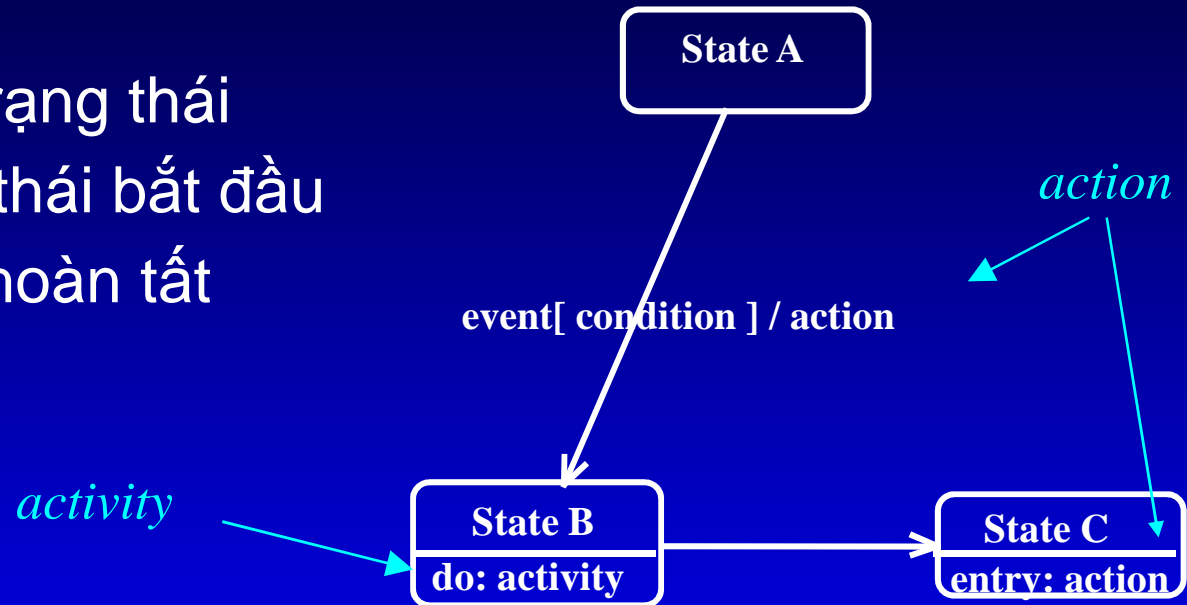 State A
rạng thái
thái bắt đầu
hoàn tất
action
event[ condition ] / action
activity
State B
do: activity
State C
entry: action